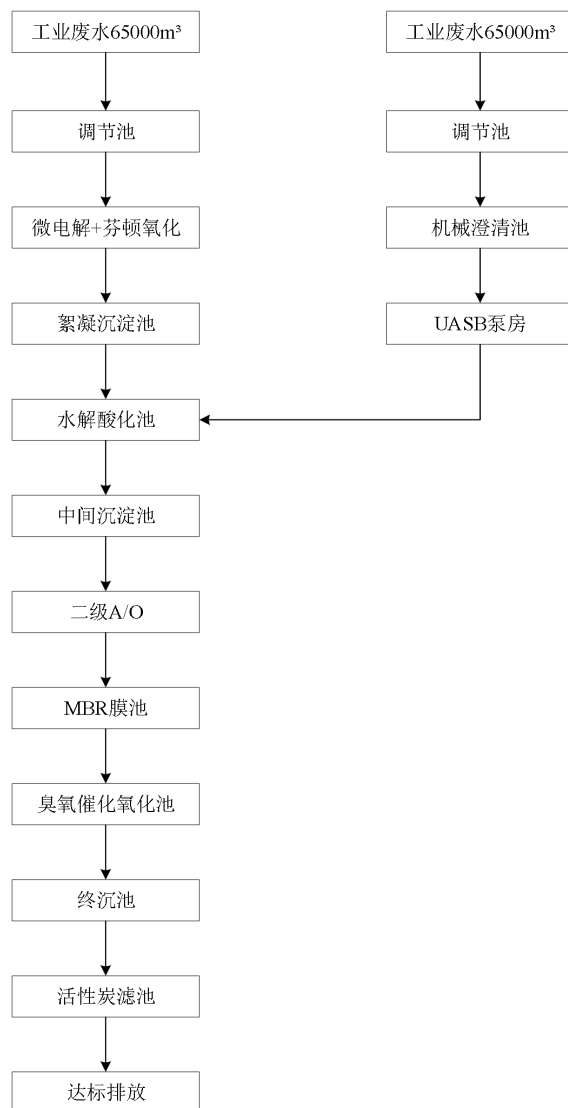 工业废水65000m³
工业废水65000m³
调节池
调节池
微电解+芬顿氧化
机械澄清池
絮凝沉淀池
UASB泵房
水解酸化池
中间沉淀池
二级A/O
MBR膜池
臭氧催化氧化池
终沉池
活性炭滤池
达标排放